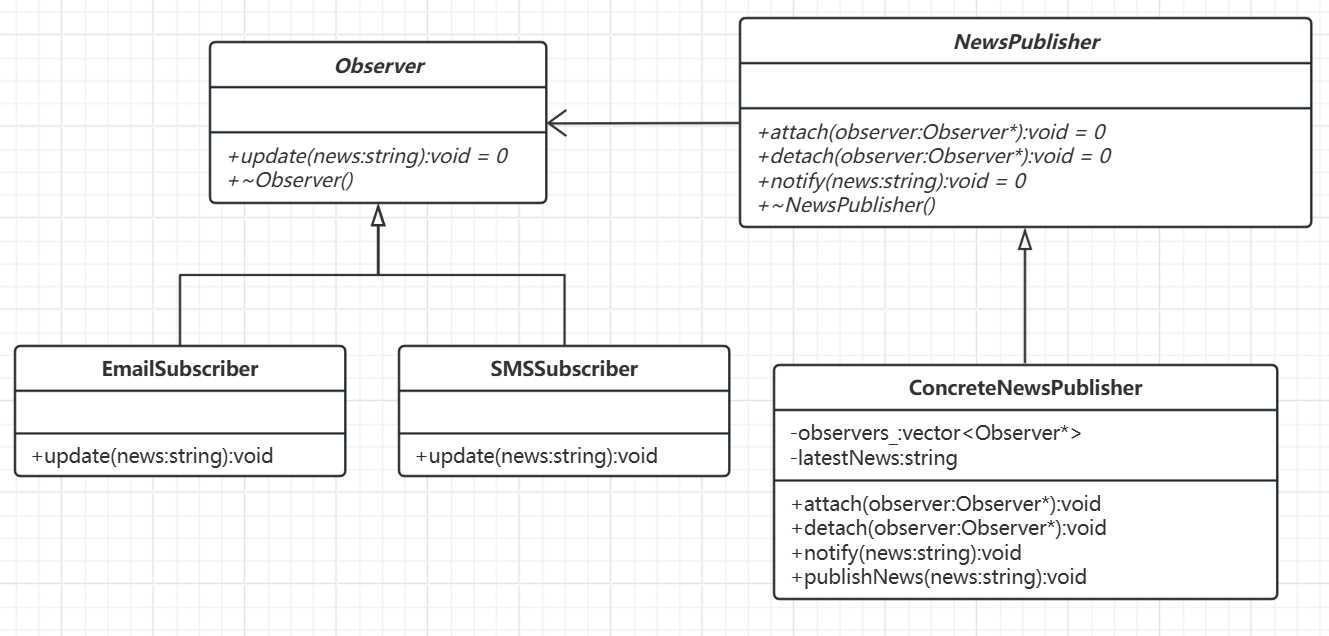 Observer
+update(news:string):void = 0
+~Observer()
NewsPublisher
+attach(observer:Observer*):void = 0
+detach(observer:Observer*):void = 0
+notify(news:string):void = 0
+~NewsPublisher()
EmailSubscriber
+update(news:string):void
SMSSubscriber
+update(news:string):void
ConcreteNewsPublisher
-observers_:vector<Observer*>
-latestNews:string
+attach(observer:Observer*):void
+detach(observer:Observer*):void
+notify(news:string):void
+publishNews(news:string):void